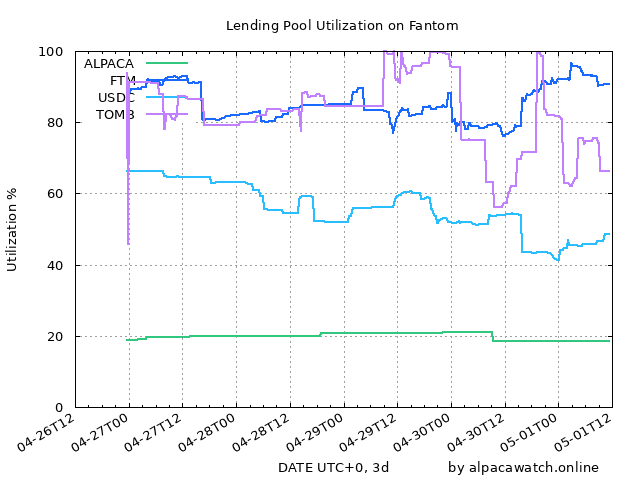 Lending Pool Utilization on Fantom
Utilization %
100
80
60
40
20
0
ALPACA
FTM
USDC
TOMB
04-26T12
04-27T00
04-27T12
04-28T00
04-28T12
04-29T00
04-29T12
04-30T00
04-30T12
05-01T00
05-01T12
DATE UTC+0, 3d
by alpacawatch.online